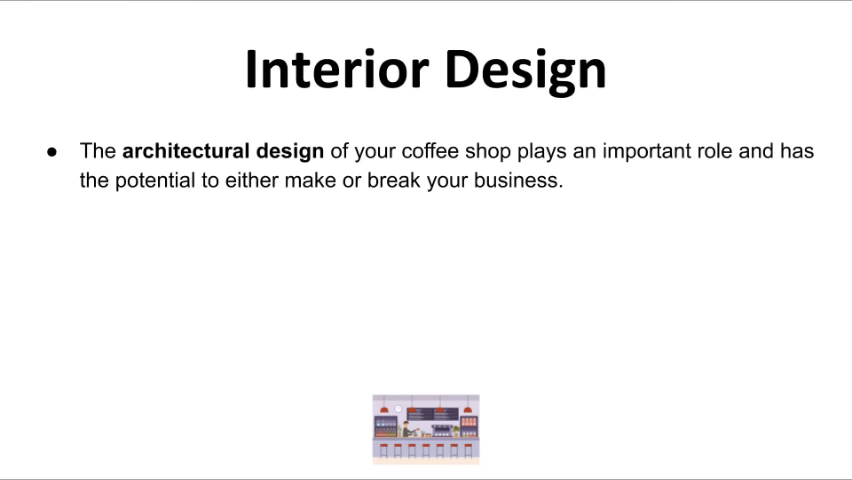 Interior Design
● The architectural design of your coffee shop plays an important role and has
the potential to either make or break your business.